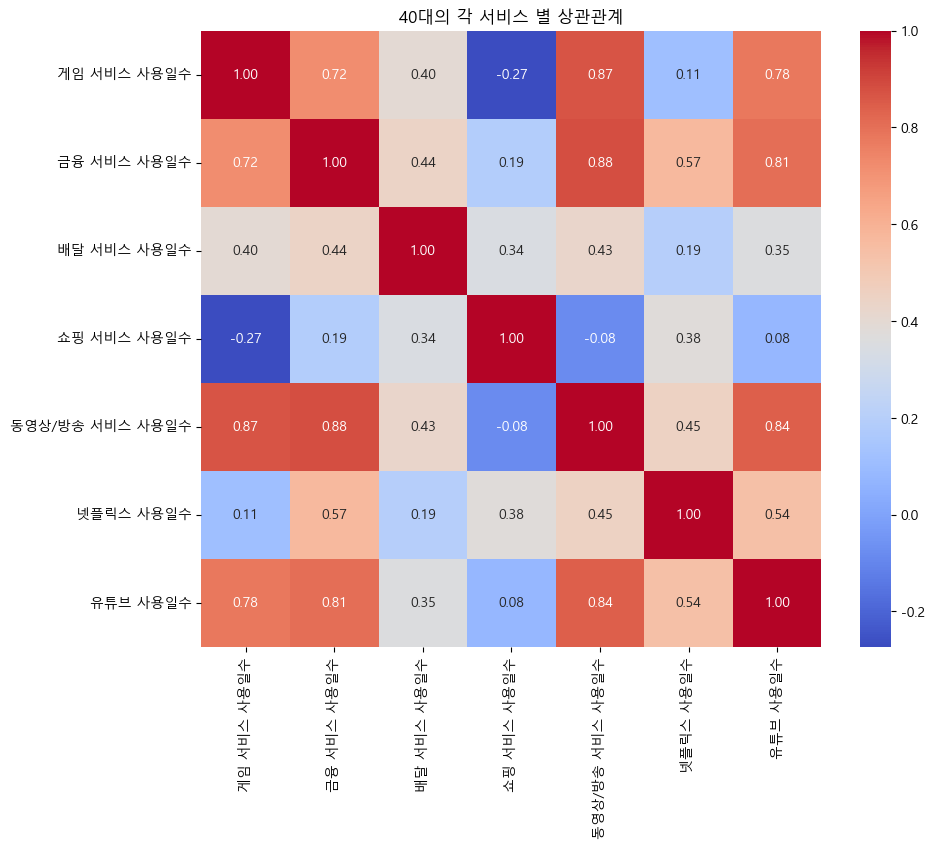 40대의 각 서비스 별 상관관계
게임 서비스 사용일수 1.00 0.72 0.40 -0.27 0.87 0.11 0.78
금융 서비스 사용일수 0.72 1.00 0.44 0.19 0.88 0.57 0.81
배달 서비스 사용일수 0.40 0.44 1.00 0.34 0.43 0.19 0.35
쇼핑 서비스 사용일수 -0.27 0.19 0.34 1.00 -0.08 0.38 0.08
동영상/방송 서비스 사용일수 0.87 0.88 0.43 -0.08 1.00 0.45 0.84
넷플릭스 사용일수 0.11 0.57 0.19 0.38 0.45 1.00 0.54
유튜브 사용일수 0.78 0.81 0.35 0.08 0.84 0.54 1.00
게임 서비스 사용일수
금융 서비스 사용일수
배달 서비스 사용일수
쇼핑 서비스 사용일수
동영상/방송 서비스 사용일수
넷플릭스 사용일수
유튜브 사용일수
1.0
0.8
0.6
0.4
0.2
0.0
-0.2